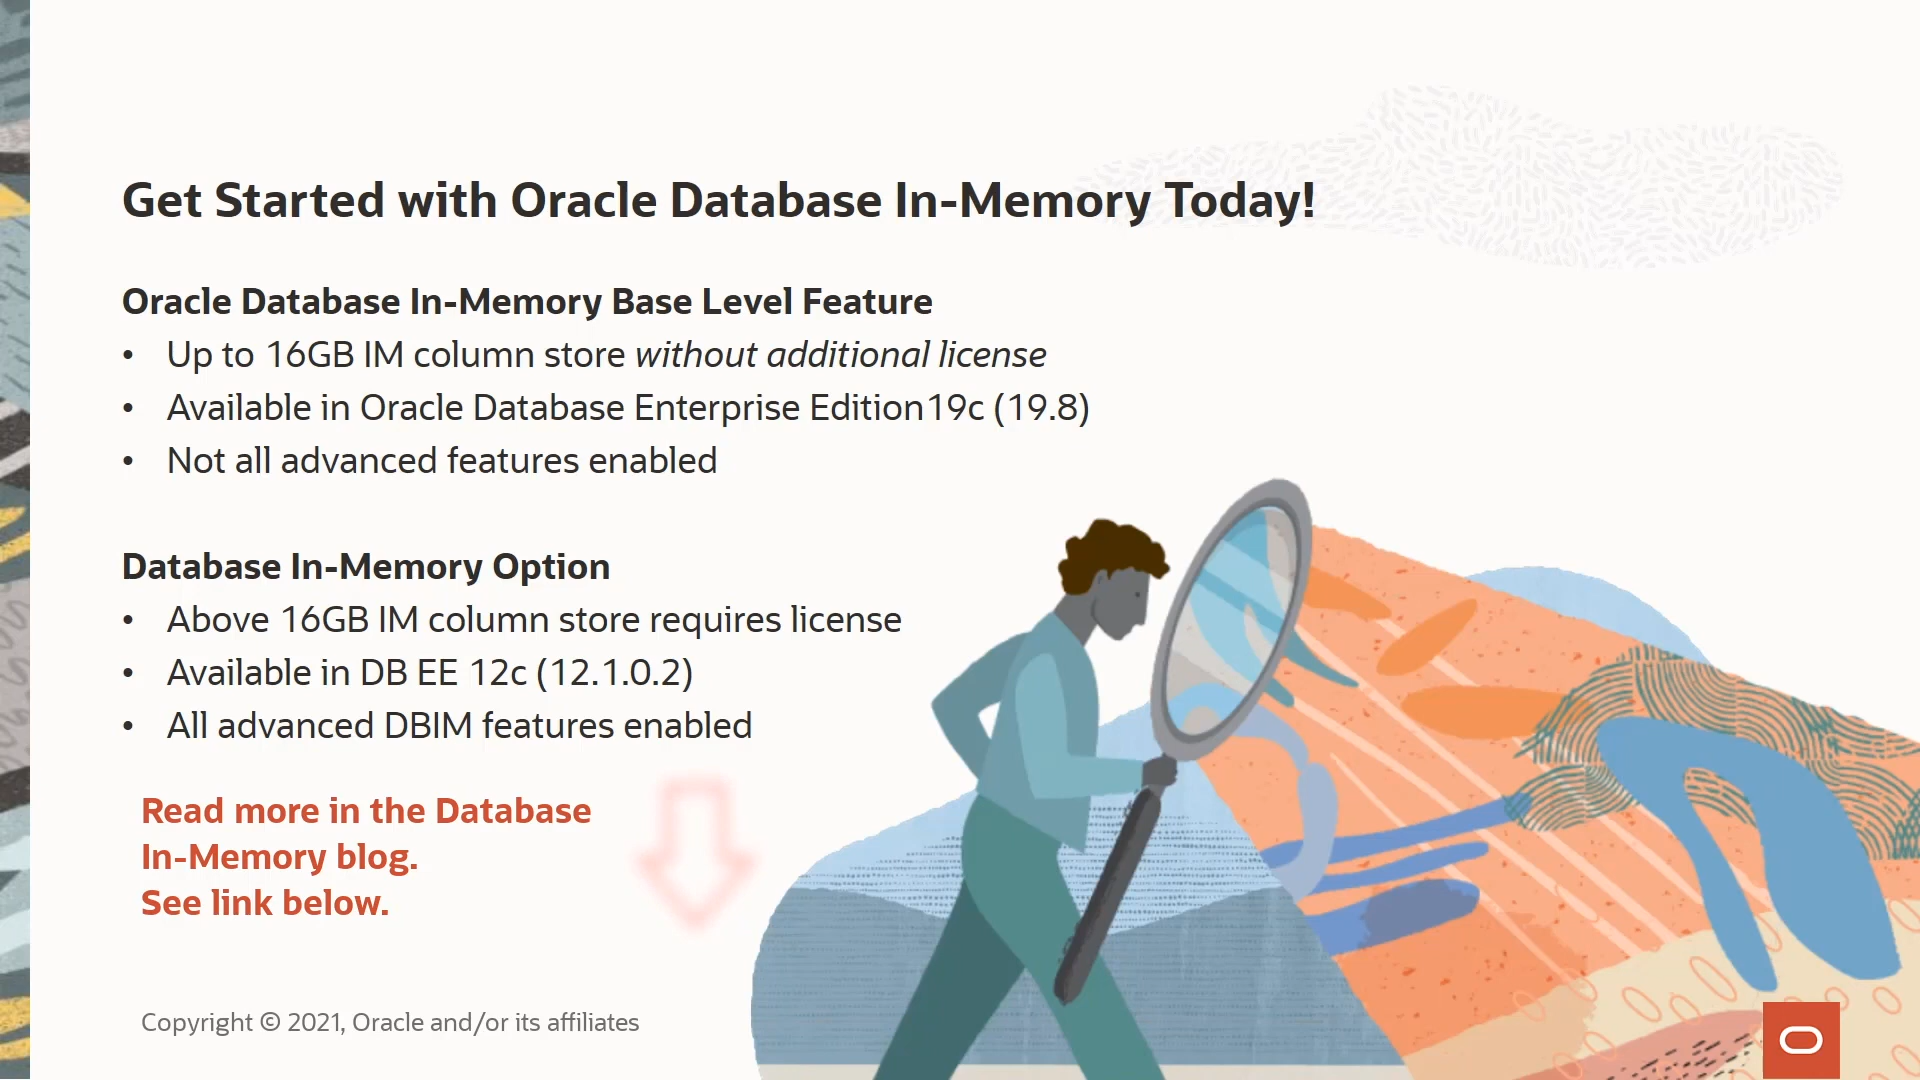 Get Started with Oracle Database In-Memory Today!
Oracle Database In-Memory Base Level Feature
• Up to 16GB IM column store without additional license
• Available in Oracle Database Enterprise Edition19c (19.8)
• Not all advanced features enabled
Database In-Memory Option
• Above 16GB IM column store requires license
• Available in DB EE 12c (12.1.0.2)
• All advanced DBIM features enabled
Read more in the Database
In-Memory blog.
See link below.
Copyright © 2021, Oracle and/or its affiliates